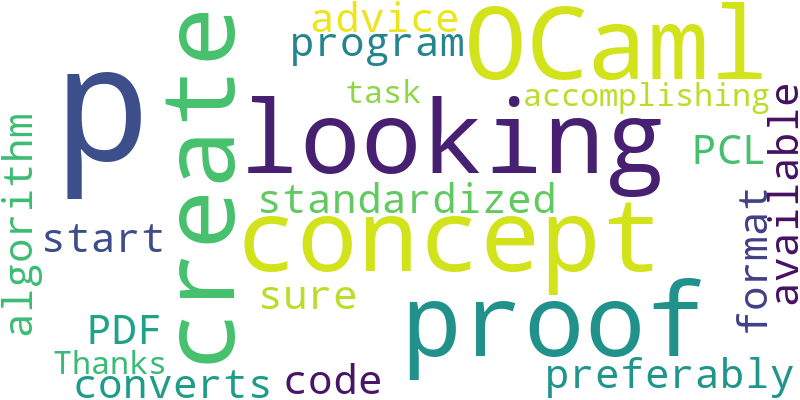 advice
OCaml
program
p
create
looking
task
accomplishing
available
algorithm
PCL
standardized
format
start
concept
sure
proof
PDF
Thanks
converts
code
preferably